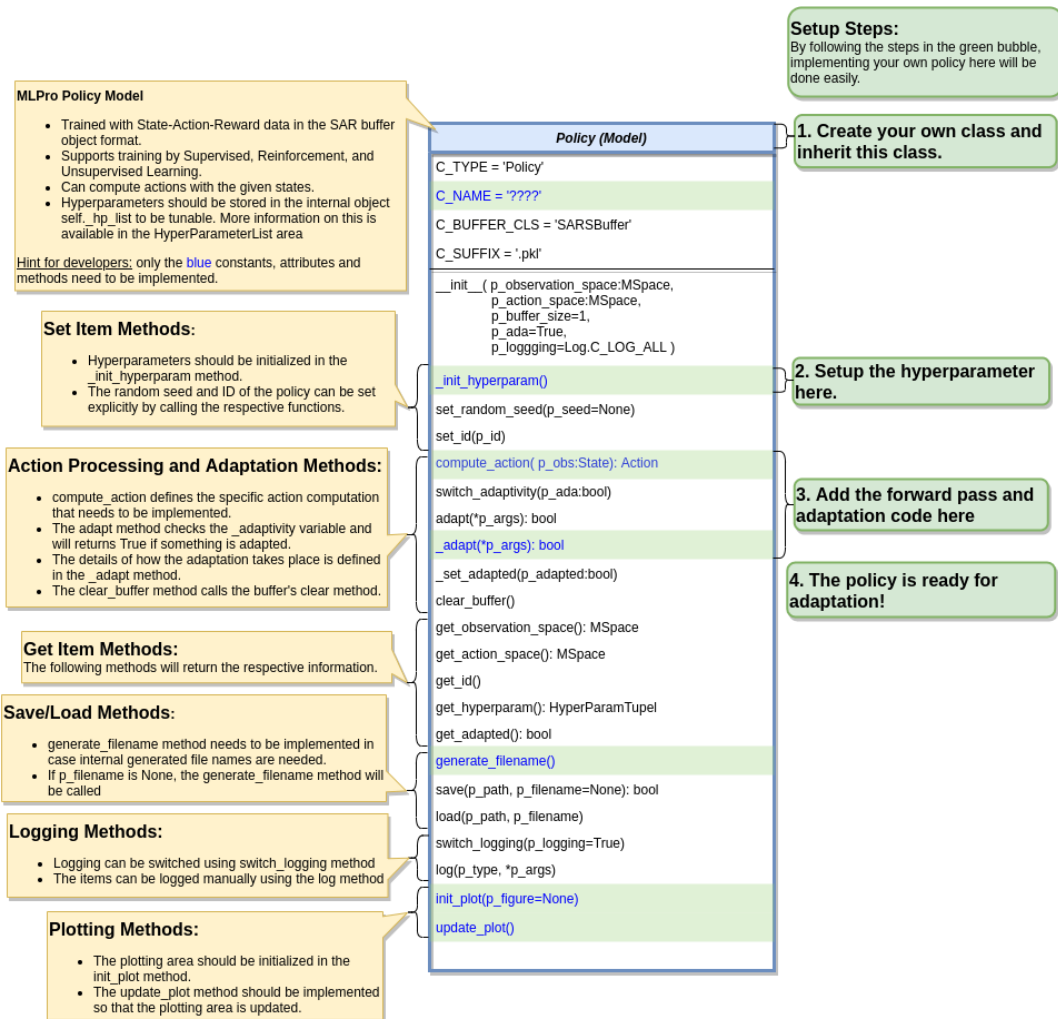 Setup Steps:
By following the steps in the green bubble,
implementing your own policy here will be
done easily.
MLPro Policy Model
Trained with State-Action-Reward data in the SAR buffer
object format.
Supports training by Supervised, Reinforcement, and
Unsupervised Learning.
Can compute actions with the given states.
Hyperparameters should be stored in the internal object
self._hp_list to be tunable. More information on this is
available in the HyperParameterList area
Hint for developers: only the blue constants, attributes and
methods need to be implemented.
Set Item Methods:
Hyperparameters should be initialized in the
_init_hyperparam method.
The random seed and ID of the policy can be set
explicitly by calling the respective functions.
Action Processing and Adaptation Methods:
compute_action defines the specific action computation
that needs to be implemented.
The adapt method checks the _adaptivity variable and
will returns True if something is adapted.
The details of how the adaptation takes place is defined
in the _adapt method.
The clear_buffer method calls the buffer's clear method.
Get Item Methods:
The following methods will return the respective information.
Save/Load Methods:
generate_filename method needs to be implemented in
case internal generated file names are needed.
If p_filename is None, the generate_filename method will
be called
Logging Methods:
Logging can be switched using switch_logging method
The items can be logged manually using the log method
Plotting Methods:
The plotting area should be initialized in the
init_plot method.
The update_plot method should be implemented
so that the plotting area is updated.
Policy (Model)
C_TYPE = 'Policy'
C_NAME = '????'
C_BUFFER_CLS = 'SARSBuffer'
C_SUFFIX = '.pkl'
__init__( p_observation_space:MSpace,
p_action_space:MSpace,
p_buffer_size=1,
p_ada=True,
p_loggging=Log.C_LOG_ALL )
_init_hyperparam()
set_random_seed(p_seed=None)
set_id(p_id)
compute_action( p_obs:State): Action
switch_adaptivity(p_ada:bool)
adapt(*p_args): bool
_adapt(*p_args): bool
_set_adapted(p_adapted:bool)
clear_buffer()
get_observation_space(): MSpace
get_action_space(): MSpace
get_id()
get_hyperparam(): HyperParamTupel
get_adapted(): bool
generate_filename()
save(p_path, p_filename=None): bool
load(p_path, p_filename)
switch_logging(p_logging=True)
log(p_type, *p_args)
init_plot(p_figure=None)
update_plot()
1. Create your own class and
inherit this class.
2. Setup the hyperparameter
here.
3. Add the forward pass and
adaptation code here
4. The policy is ready for
adaptation!